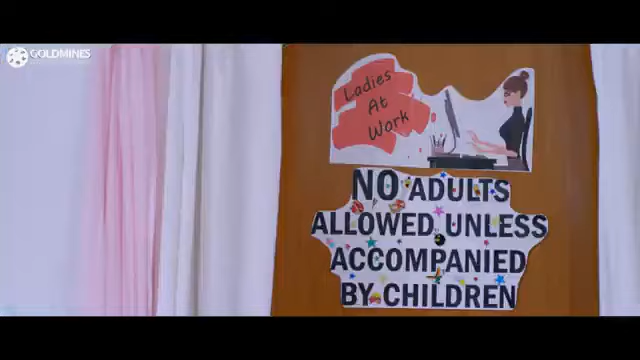 GOLDMINES
Ladies
At
Work
NO ADULTS
ALLOWED UNLESS
ACCOMPANIED
BY CHILDREN